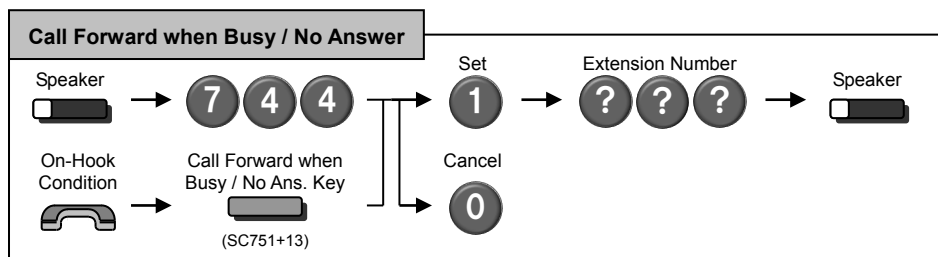 Call Forward when Busy / No Answer
Speaker
7 4 4
Set
1
Extension Number
? ? ?
Speaker
On-Hook
Condition
Call Forward when
Busy / No Ans. Key
(SC751+13)
Cancel
0